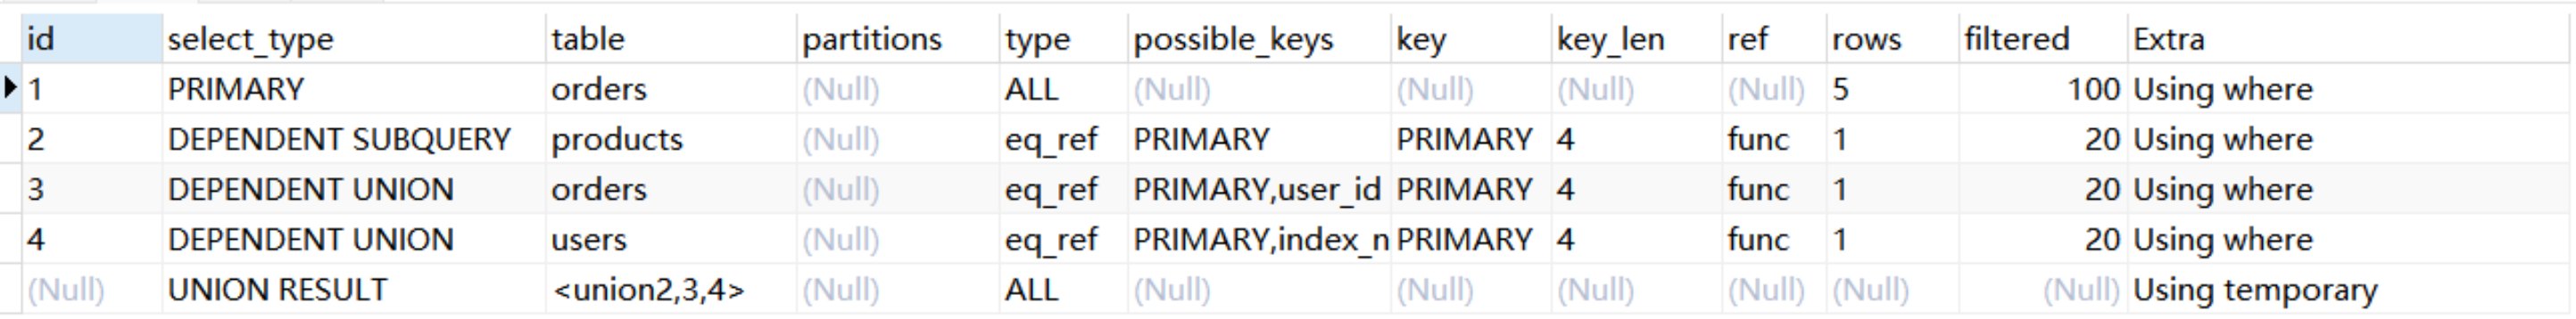 id select_type table partitions type possible_keys key key_len ref rows filtered Extra
1 PRIMARY orders (Null) ALL (Null) (Null) (Null) (Null) 5 100 Using where
2 DEPENDENT SUBQUERY products (Null) eq_ref PRIMARY PRIMARY 4 func 1 20 Using where
3 DEPENDENT UNION orders (Null) eq_ref PRIMARY,user_id PRIMARY 4 func 1 20 Using where
4 DEPENDENT UNION users (Null) eq_ref PRIMARY,index_n PRIMARY 4 func 1 20 Using where
(Null) UNION RESULT <union2,3,4> (Null) ALL (Null) (Null) (Null) (Null) (Null) (Null) Using temporary